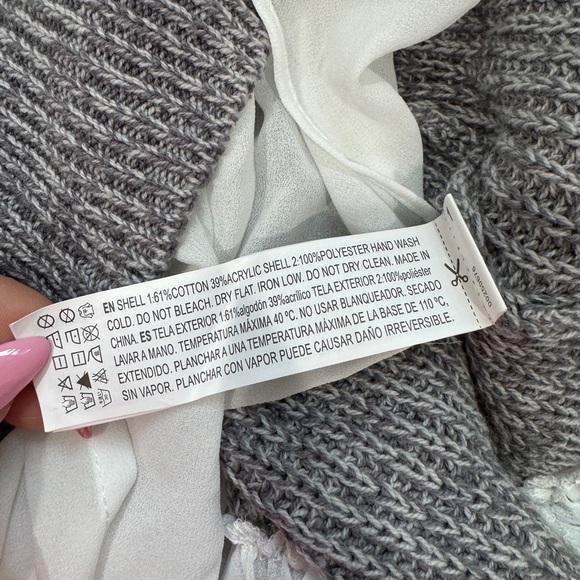 EN SHELL 1:61%COTTON 39%ACRYLIC SHELL 2:100%POLYESTER HAND WASH
COLD. DO NOT BLEACH. DRY FLAT. IRON LOW. DO NOT DRY CLEAN. MADE IN
CHINA. ES TELA EXTERIOR 1:61%algodón 39%acrílico TELA EXTERIOR 2:100%poliéster
LAVAR A MANO. TEMPERATURA MÁXIMA 40 ºC. NO USAR BLANQUEADOR. SECADO
EXTENDIDO. PLANCHAR A UNA TEMPERATURA MÁXIMA DE LA BASE DE 110 ºC,
SIN VAPOR. PLANCHAR CON VAPOR PUEDE CAUSAR DAÑO IRREVERSIBLE.